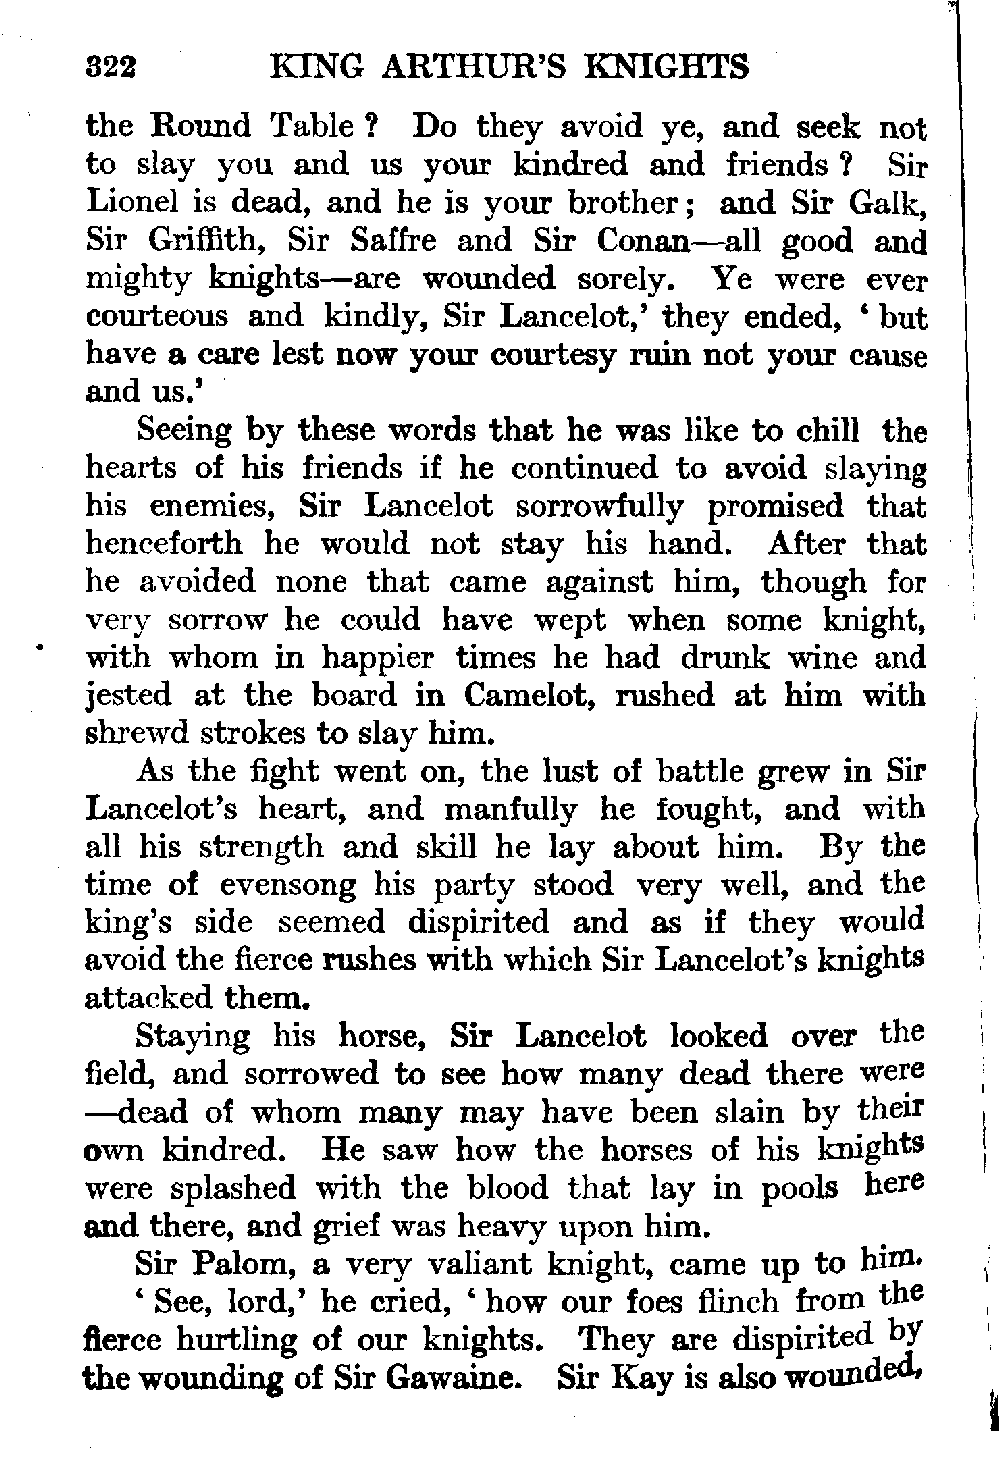 322 KING ARTHUR'S KNIGHTS
the Round Table ? Do they avoid ye, and seek not
to slay you and us your kindred and friends ? Sir
Lionel is dead, and he is your brother ; and Sir Galk,
Sir Griffith, Sir Saffre and Sir Conan—all good and
mighty knights—are wounded sorely. Ye were ever
courteous and kindly, Sir Lancelot,' they ended, ' but
have a care lest now your courtesy ruin not your cause
and us.'
Seeing by these words that he was like to chill the
hearts of his friends if he continued to avoid slaying
his enemies, Sir Lancelot sorrowfully promised that
henceforth he would not stay his hand. After that
he avoided none that came against him, though for
very sorrow he could have wept when some knight,
with whom in happier times he had drunk wine and
jested at the board in Camelot, rushed at him with
shrewd strokes to slay him.
As the fight went on, the lust of battle grew in Sir
Lancelot's heart, and manfully he fought, and with
all his strength and skill he lay about him. By the
time of evensong his party stood very well, and the
king's side seemed dispirited and as if they would
avoid the fierce rushes with which Sir Lancelot's knights
attacked them.
Staying his horse, Sir Lancelot looked over the
field, and sorrowed to see how many dead there were
—dead of whom many may have been slain by their
own kindred. He saw how the horses of his knights
were splashed with the blood that lay in pools here
and there, and grief was heavy upon him.
Sir Palom, a very valiant knight, came up to him.
' See, lord,' he cried, ' how our foes flinch from the
fierce hurtling of our knights. They are dispirited by
the wounding of Sir Gawaine. Sir Kay is also wounded,